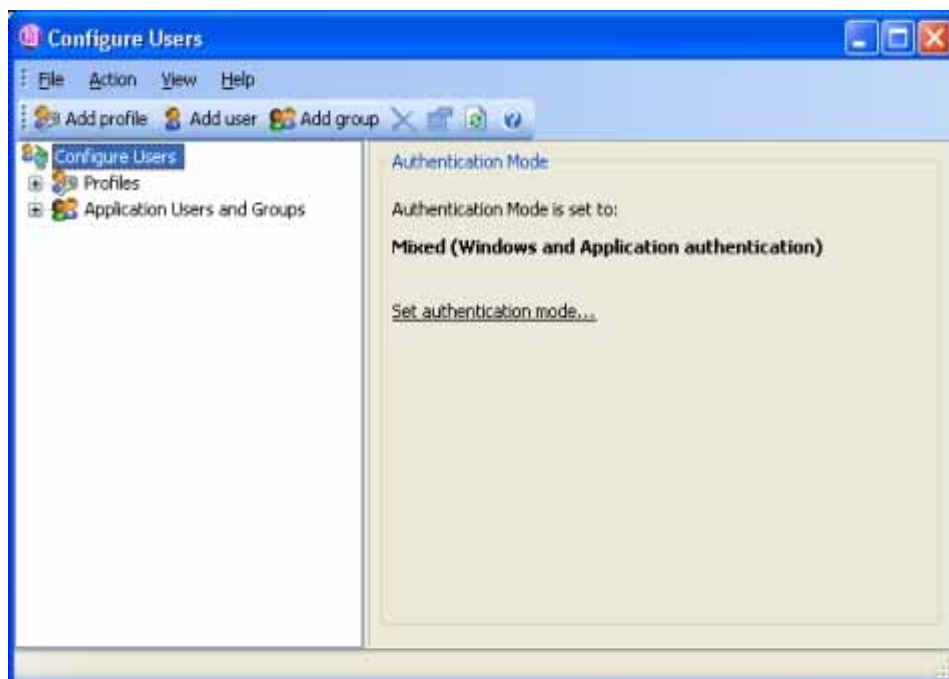 Configure Users
File Action View Help
Add profile Add user Add group
Configure Users
Profiles
Application Users and Groups
Authentication Mode
Authentication Mode is set to:
Mixed (Windows and Application authentication)
Set authentication mode...